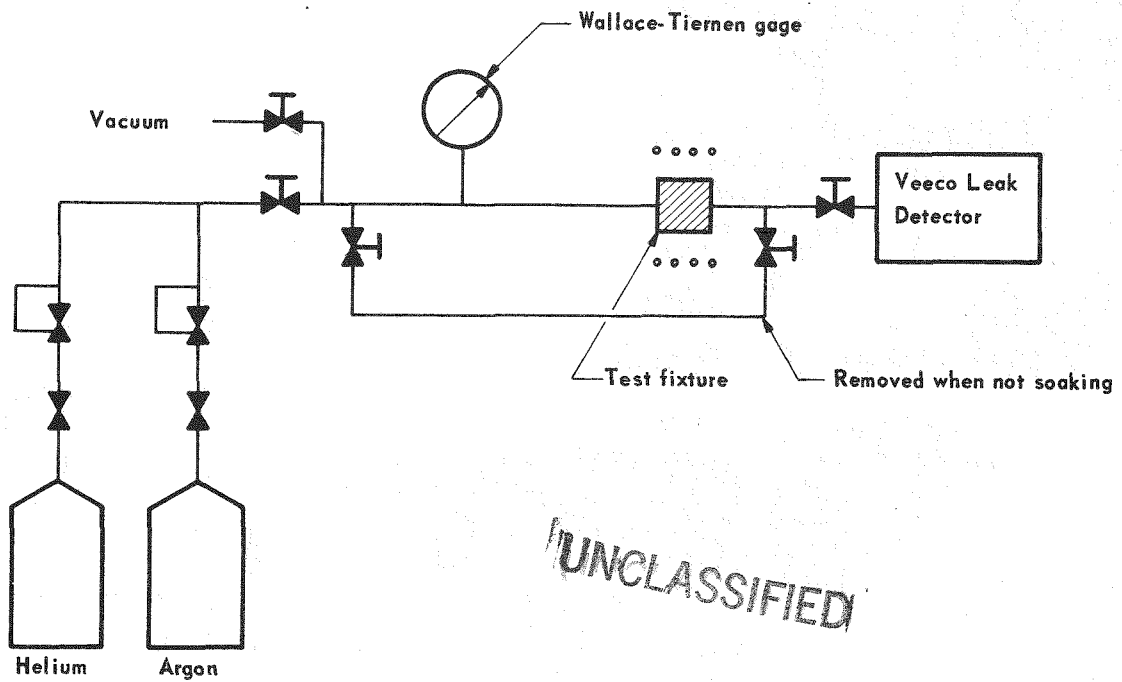 Wallace-Tiernen gage
Vacuum
Veeco Leak
Detector
Test fixture
Removed when not soaking
UNCLASSIFIED
Helium
Argon